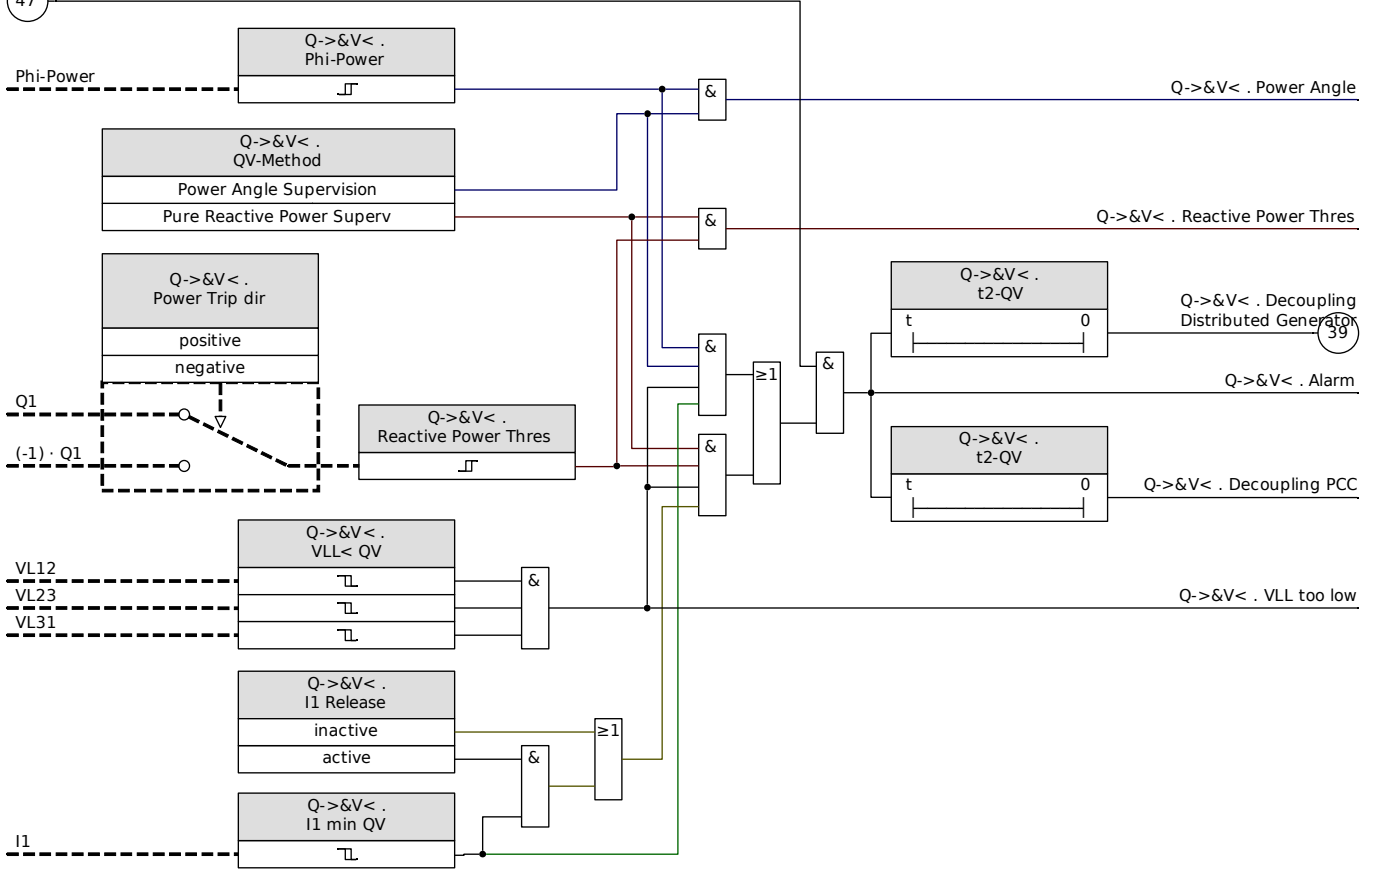 47
Q->&V< .
Phi-Power
Phi-Power
&
Q->&V< . Power Angle
Q->&V< .
QV-Method
Power Angle Supervision
Pure Reactive Power Superv
&
Q->&V< . Reactive Power Thres
Q->&V< .
Power Trip dir
positive
negative
Q->&V< .
t2-QV
t 0
Q->&V< . Decoupling
Distributed Generator
39
&
≥1
&
Q->&V< . Alarm
Q1
(-1) · Q1
Q->&V< .
Reactive Power Thres
&
Q->&V< .
t2-QV
t 0
Q->&V< . Decoupling PCC
Q->&V< .
VLL< QV
VL12
VL23
VL31
&
Q->&V< . VLL too low
Q->&V< .
I1 Release
inactive
active
≥1
&
Q->&V< .
I1 min QV
I1